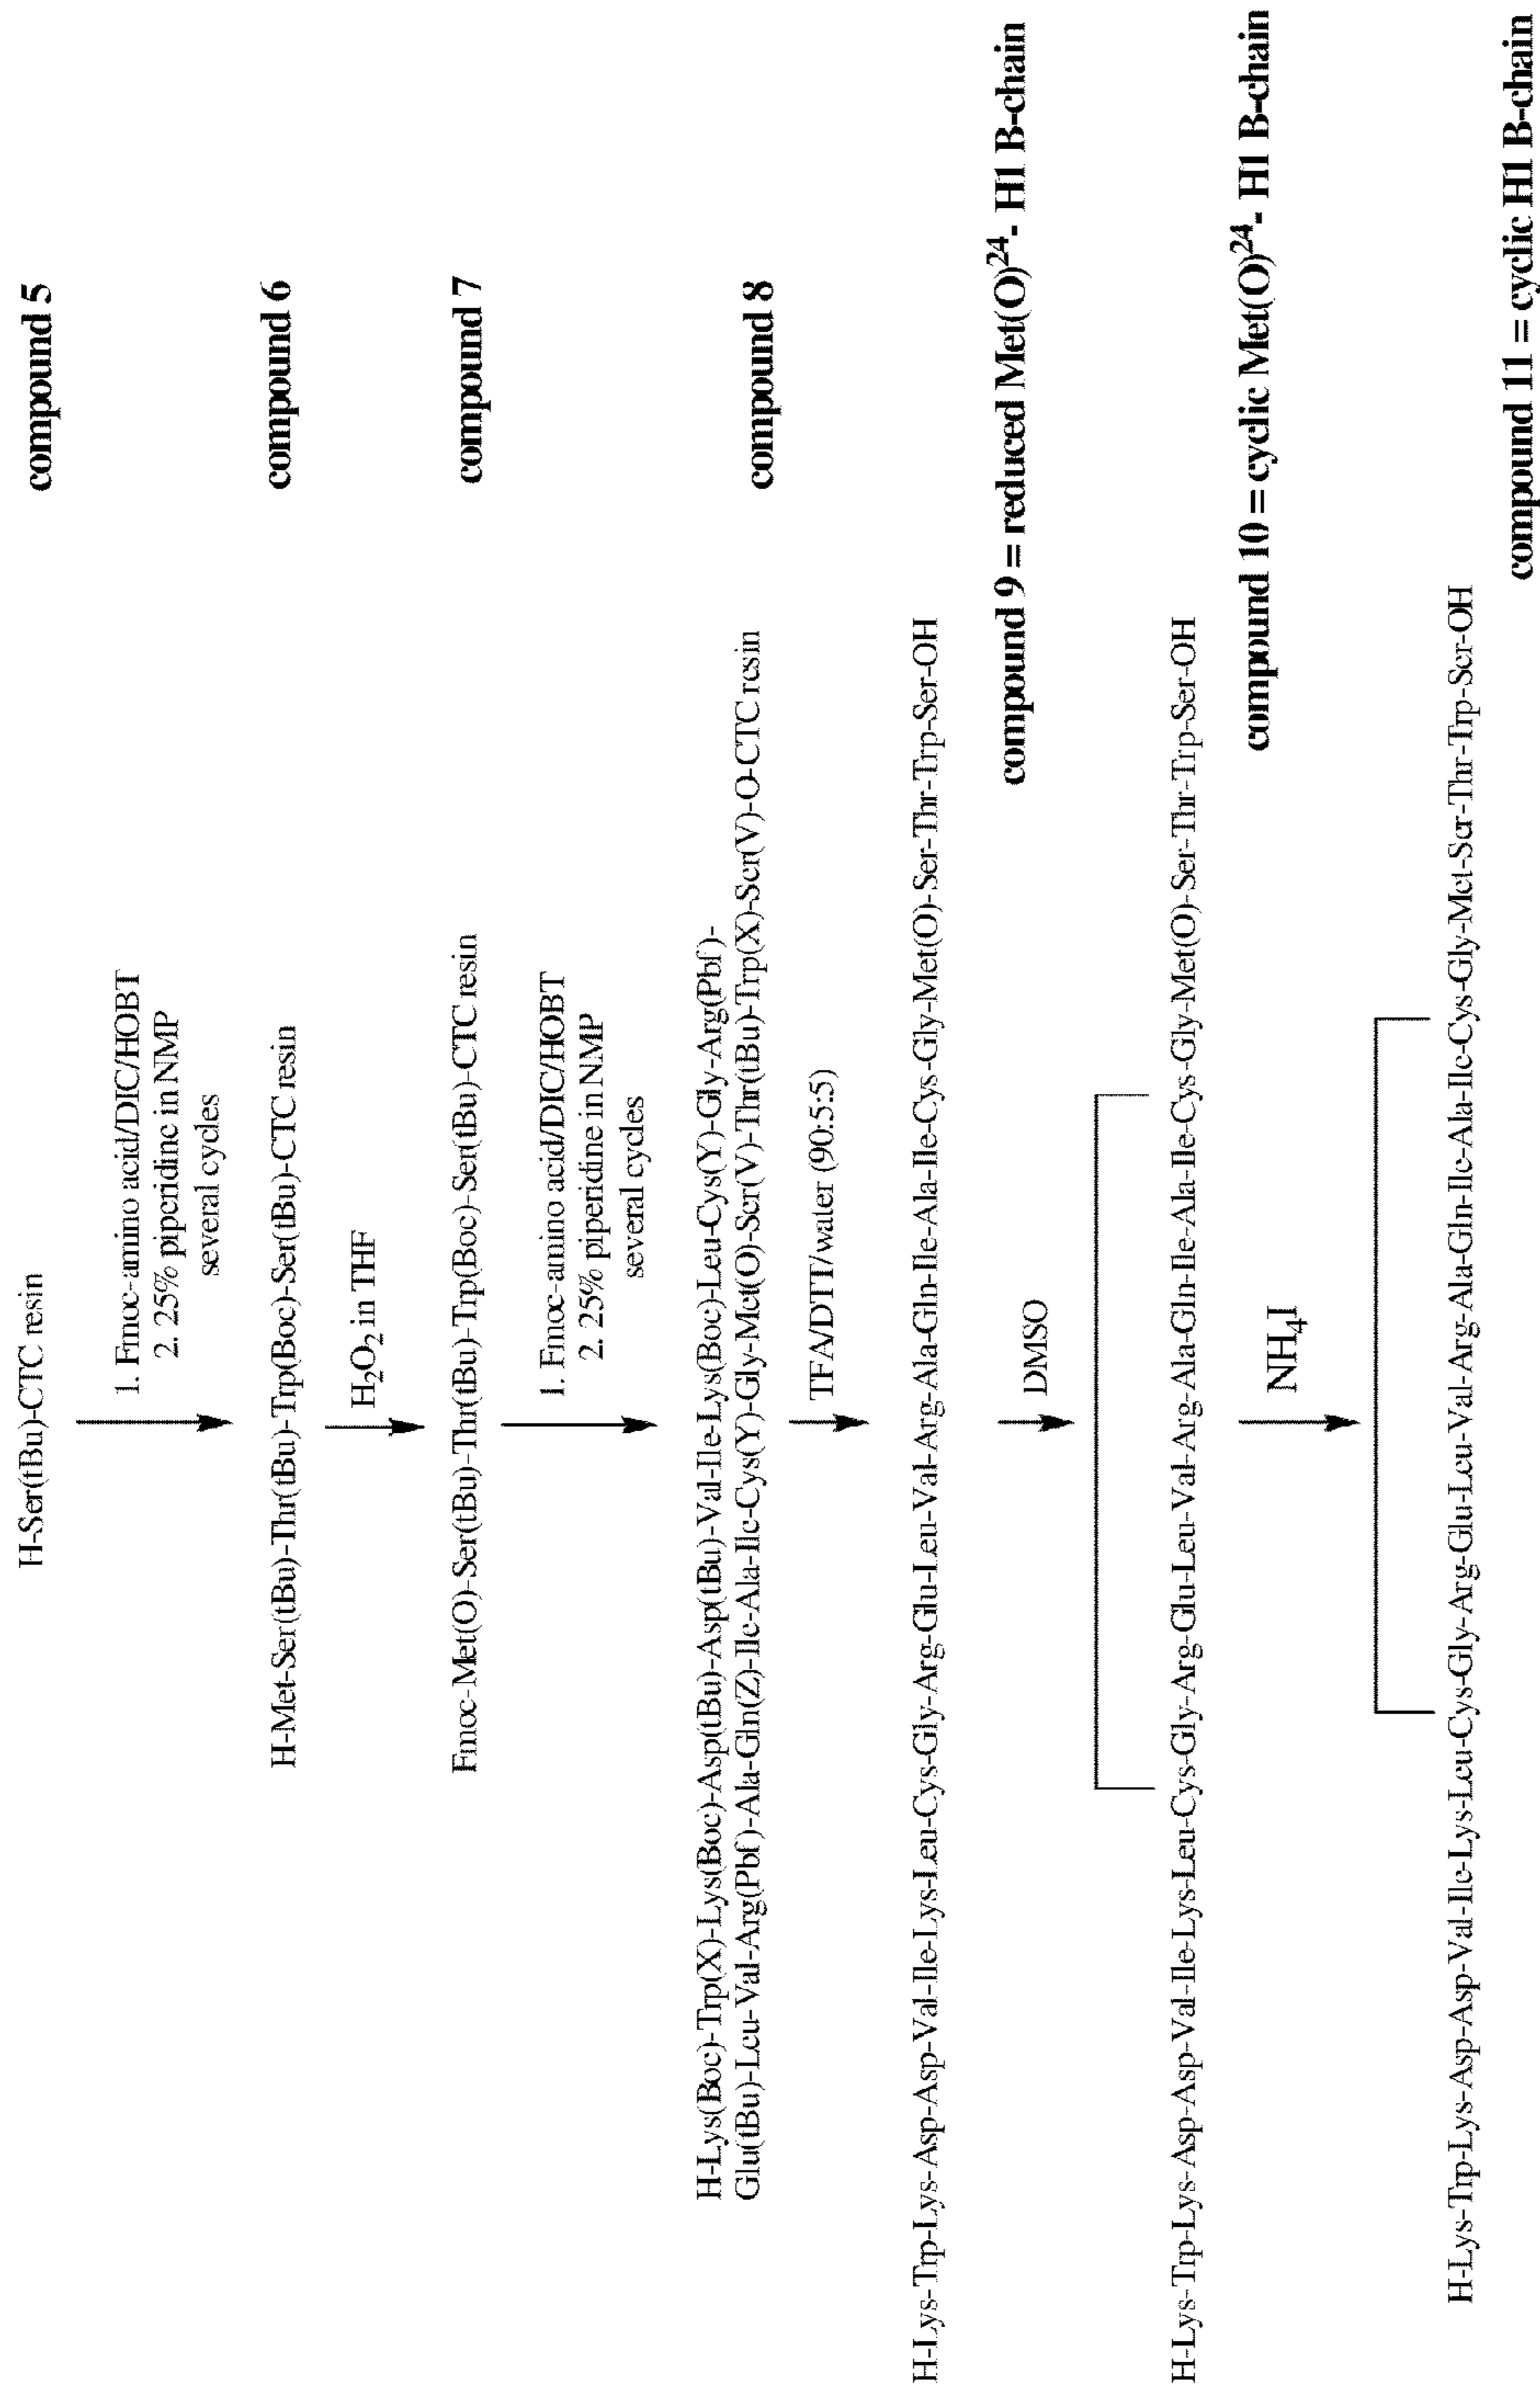 H-Ser(tBu)-CTC resin
compound 5
1. Fmoc-amino acid/DIC/HOBT
2. 25% piperidine in NMP
several cycles
H-Met-Ser(tBu)-Thr(tBu)-Trp(Boc)-Ser(tBu)-CTC resin
compound 6
H₂O₂ in THF
Fmoc-Met(O)-Ser(tBu)-Thr(tBu)-Trp(Boc)-Ser(tBu)-CTC resin
compound 7
1. Fmoc-amino acid/DIC/HOBT
2. 25% piperidine in NMP
several cycles
H-Lys(Boc)-Trp(X)-Lys(Boc)-Asp(tBu)-Asp(tBu)-Val-Ile-Lys(Boc)-Leu-Cys(Y)-Gly-Arg(Pbf)-
Glu(tBu)-Leu-Val-Arg(Pbf)-Ala-Gln(Z)-Ile-Ala-Ile-Cys(Y)-Gly-Met(O)-Ser(V)-Thr(tBu)-Trp(X)-Ser(V)-O-CTC resin
compound 8
TFA/DTT/water (90:5:5)
H-Lys-Trp-Lys-Asp-Asp-Val-Ile-Lys-Leu-Cys-Gly-Arg-Glu-Leu-Val-Arg-Ala-Gln-Ile-Ala-Ile-Cys-Gly-Met(O)-Ser-Thr-Trp-Ser-OH
compound 9 = reduced Met(O)²⁴- H1 B-chain
DMSO
H-Lys-Trp-Lys-Asp-Asp-Val-Ile-Lys-Leu-Cys-Gly-Arg-Glu-Leu-Val-Arg-Ala-Gln-Ile-Ala-Ile-Cys-Gly-Met(O)-Ser-Thr-Trp-Ser-OH
compound 10 = cyclic Met(O)²⁴- H1 B-chain
NH₄I
H-Lys-Trp-Lys-Asp-Asp-Val-Ile-Lys-Leu-Cys-Gly-Arg-Glu-Leu-Val-Arg-Ala-Gln-Ile-Ala-Ile-Cys-Gly-Met-Ser-Thr-Trp-Ser-OH
compound 11 = cyclic H1 B-chain